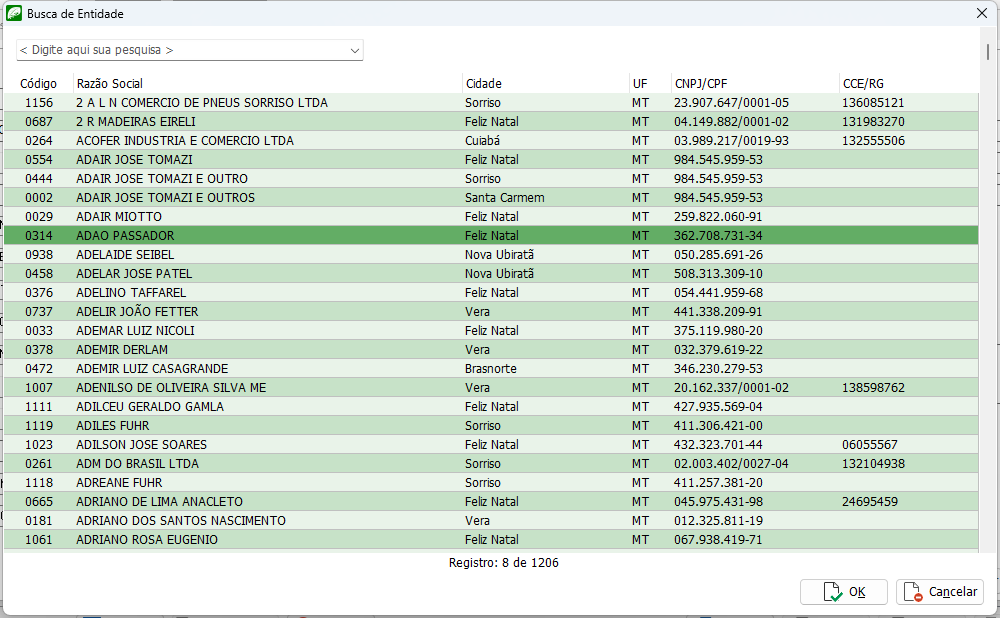 Busca de Entidade
< Digite aqui sua pesquisa >
Código Razão Social Cidade UF CNPJ/CPF CCE/RG
1156 2 A L N COMERCIO DE PNEUS SORRISO LTDA Sorriso MT 23.907.647/0001-05 136085121
0687 2 R MADEIRAS EIRELI Feliz Natal MT 04.149.882/0001-02 131983270
0264 ACOFER INDUSTRIA E COMERCIO LTDA Cuiabá MT 03.989.217/0019-93 132555506
0554 ADAIR JOSE TOMAZI Feliz Natal MT 984.545.959-53
0444 ADAIR JOSE TOMAZI E OUTRO Sorriso MT 984.545.959-53
0002 ADAIR JOSE TOMAZI E OUTROS Santa Carmem MT 984.545.959-53
0029 ADAIR MIOTTO Feliz Natal MT 259.822.060-91
0314 ADAO PASSADOR Feliz Natal MT 362.708.731-34
0938 ADELAIDE SEIBEL Nova Ubiratã MT 050.285.691-26
0458 ADELAR JOSE PATEL Nova Ubiratã MT 508.313.309-10
0376 ADELINO TAFFAREL Feliz Natal MT 054.441.959-68
0737 ADELIR JOÃO FETTER Vera MT 441.338.209-91
0033 ADEMAR LUIZ NICOLI Feliz Natal MT 375.119.980-20
0378 ADEMIR DERLAM Vera MT 032.379.619-22
0472 ADEMIR LUIZ CASAGRANDE Brasnorte MT 346.230.279-53
1007 ADENILSO DE OLIVEIRA SILVA ME Vera MT 20.162.337/0001-02 138598762
1111 ADILCEU GERALDO GAMLA Feliz Natal MT 427.935.569-04
1119 ADILES FUHR Sorriso MT 411.306.421-00
1023 ADILSON JOSE SOARES Feliz Natal MT 432.323.701-44 06055567
0261 ADM DO BRASIL LTDA Sorriso MT 02.003.402/0027-04 132104938
1118 ADREANE FUHR Sorriso MT 411.257.381-20
0665 ADRIANO DE LIMA ANACLETO Feliz Natal MT 045.975.431-98 24695459
0181 ADRIANO DOS SANTOS NASCIMENTO Vera MT 012.325.811-19
1061 ADRIANO ROSA EUGENIO Feliz Natal MT 067.938.419-71
Registro: 8 de 1206
OK Cancelar